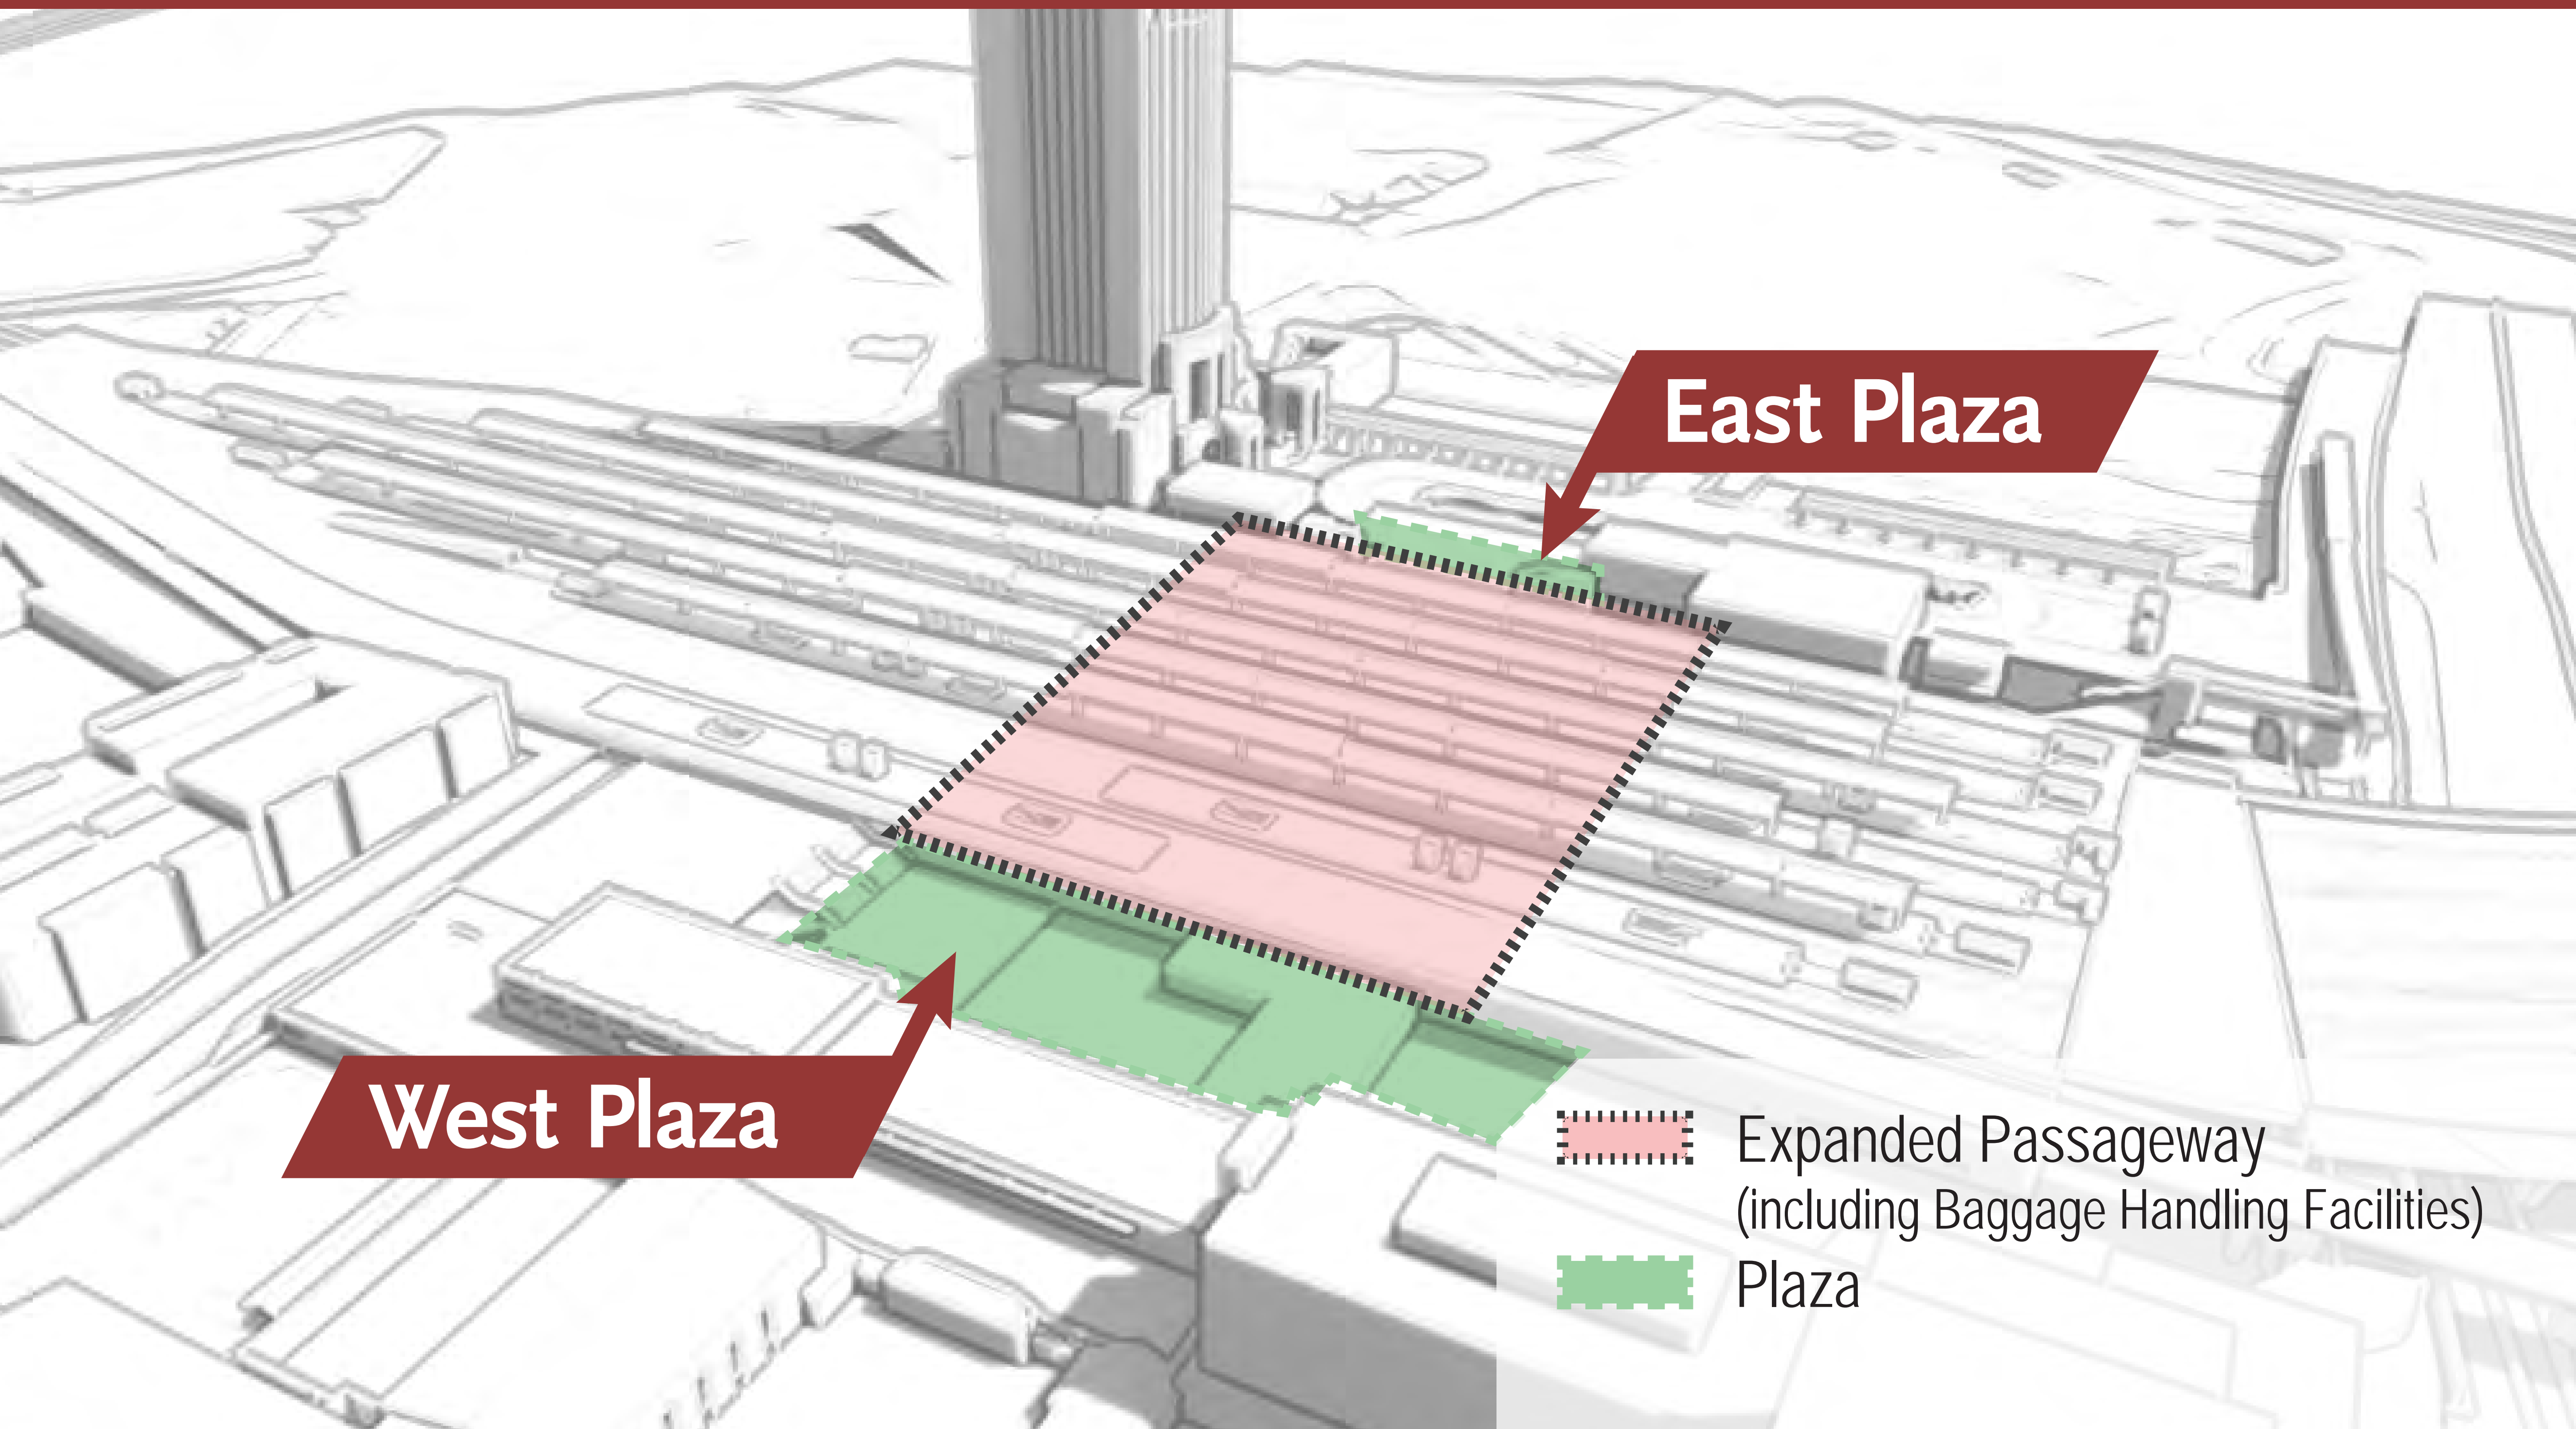 East Plaza
West Plaza
Expanded Passageway
(including Baggage Handling Facilities)
Plaza